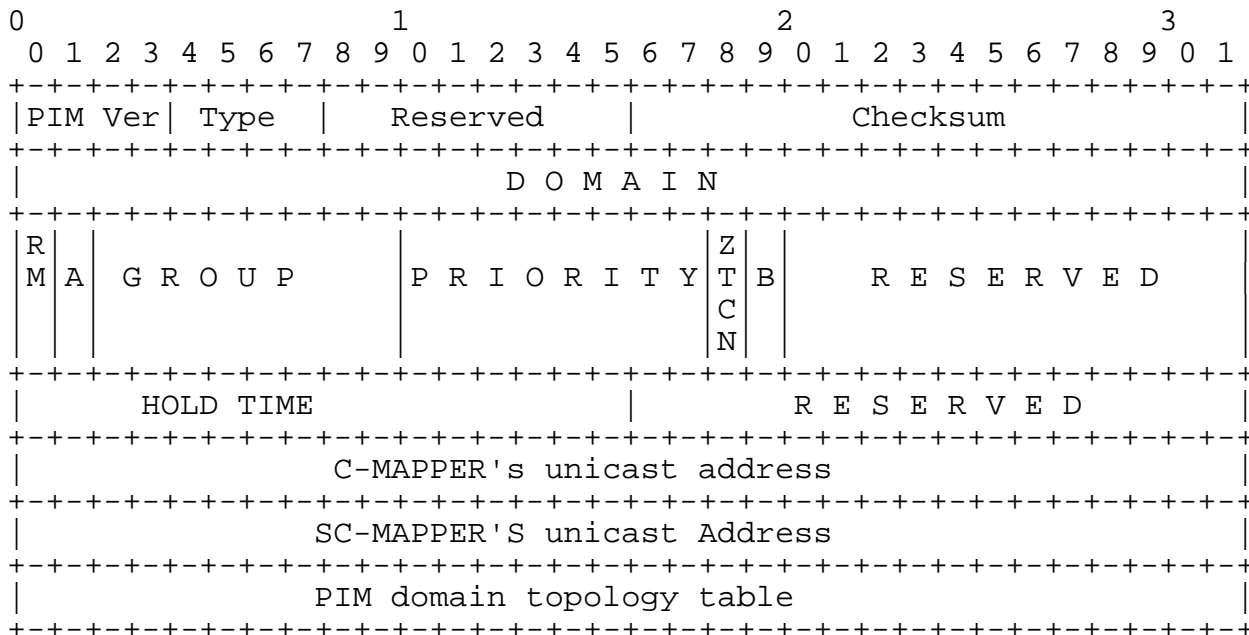 0                   1                   2                   3
 0 1 2 3 4 5 6 7 8 9 0 1 2 3 4 5 6 7 8 9 0 1 2 3 4 5 6 7 8 9 0 1
+-+-+-+-+-+-+-+-+-+-+-+-+-+-+-+-+-+-+-+-+-+-+-+-+-+-+-+-+-+-+-+-+
|PIM Ver| Type  |   Reserved    |           Checksum            |
+-+-+-+-+-+-+-+-+-+-+-+-+-+-+-+-+-+-+-+-+-+-+-+-+-+-+-+-+-+-+-+-+
|                         D O M A I N                           |
+-+-+-+-+-+-+-+-+-+-+-+-+-+-+-+-+-+-+-+-+-+-+-+-+-+-+-+-+-+-+-+-+
|R| |               |               |Z| |                       |
|M|A| G R O U P     |P R I O R I T Y|T|B|    R E S E R V E D    |
| | |               |               |C| |                       |
| | |               |               |N| |                       |
+-+-+-+-+-+-+-+-+-+-+-+-+-+-+-+-+-+-+-+-+-+-+-+-+-+-+-+-+-+-+-+-+
|      HOLD TIME                |        R E S E R V E D        |
+-+-+-+-+-+-+-+-+-+-+-+-+-+-+-+-+-+-+-+-+-+-+-+-+-+-+-+-+-+-+-+-+
|                C-MAPPER's unicast address                     |
+-+-+-+-+-+-+-+-+-+-+-+-+-+-+-+-+-+-+-+-+-+-+-+-+-+-+-+-+-+-+-+-+
|               SC-MAPPER'S unicast Address                     |
+-+-+-+-+-+-+-+-+-+-+-+-+-+-+-+-+-+-+-+-+-+-+-+-+-+-+-+-+-+-+-+-+
|               PIM domain topology table                       |
+-+-+-+-+-+-+-+-+-+-+-+-+-+-+-+-+-+-+-+-+-+-+-+-+-+-+-+-+-+-+-+-+